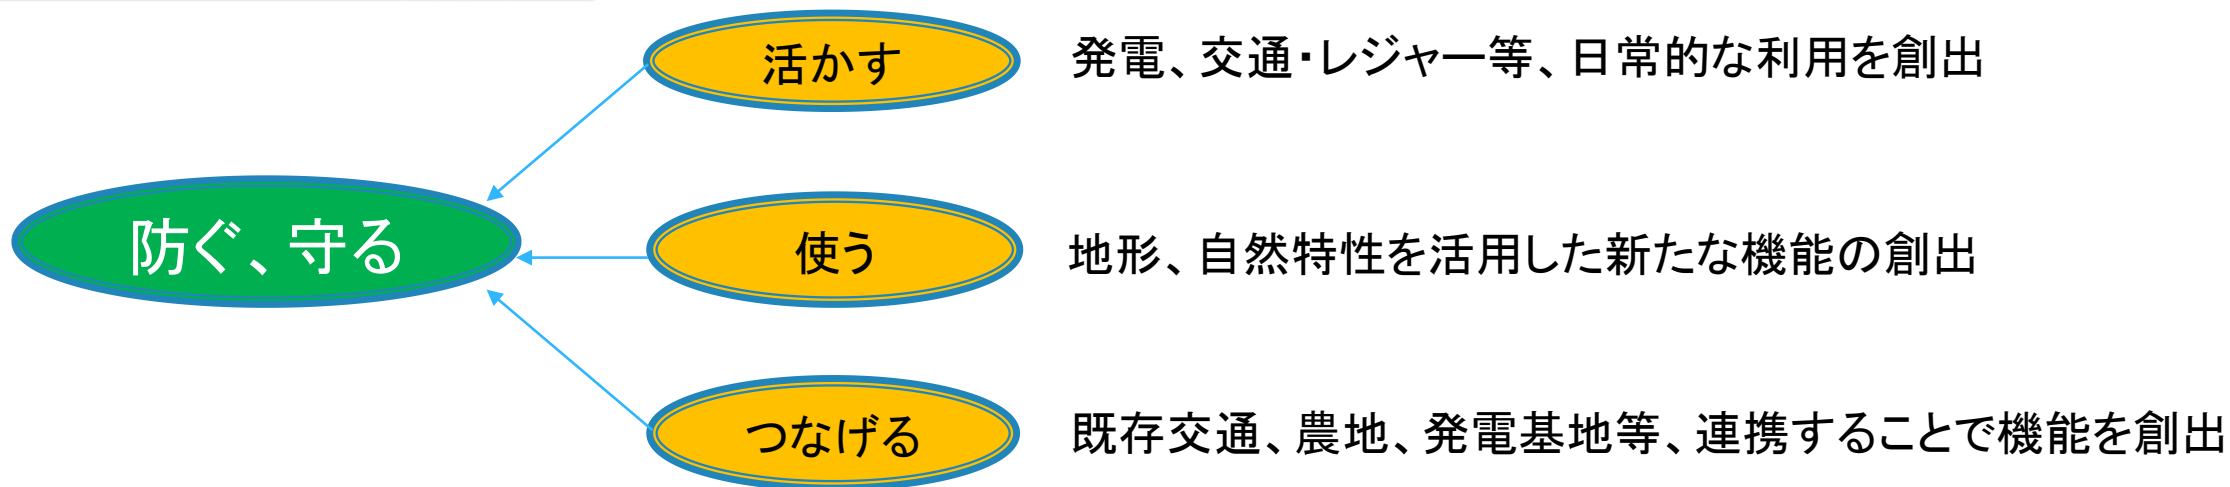 活かす 発電、交通・レジャー等、日常的な利用を創出
防ぐ、守る
使う 地形、自然特性を活用した新たな機能の創出
つなげる 既存交通、農地、発電基地等、連携することで機能を創出